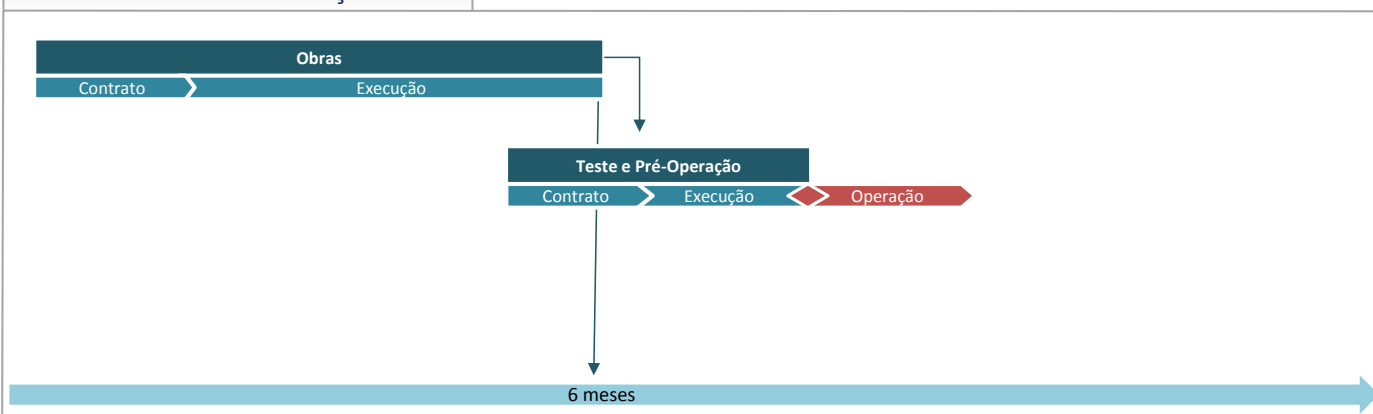 Obras
Contrato
Execução
Teste e Pré-Operação
Contrato
Execução
Operação
6 meses